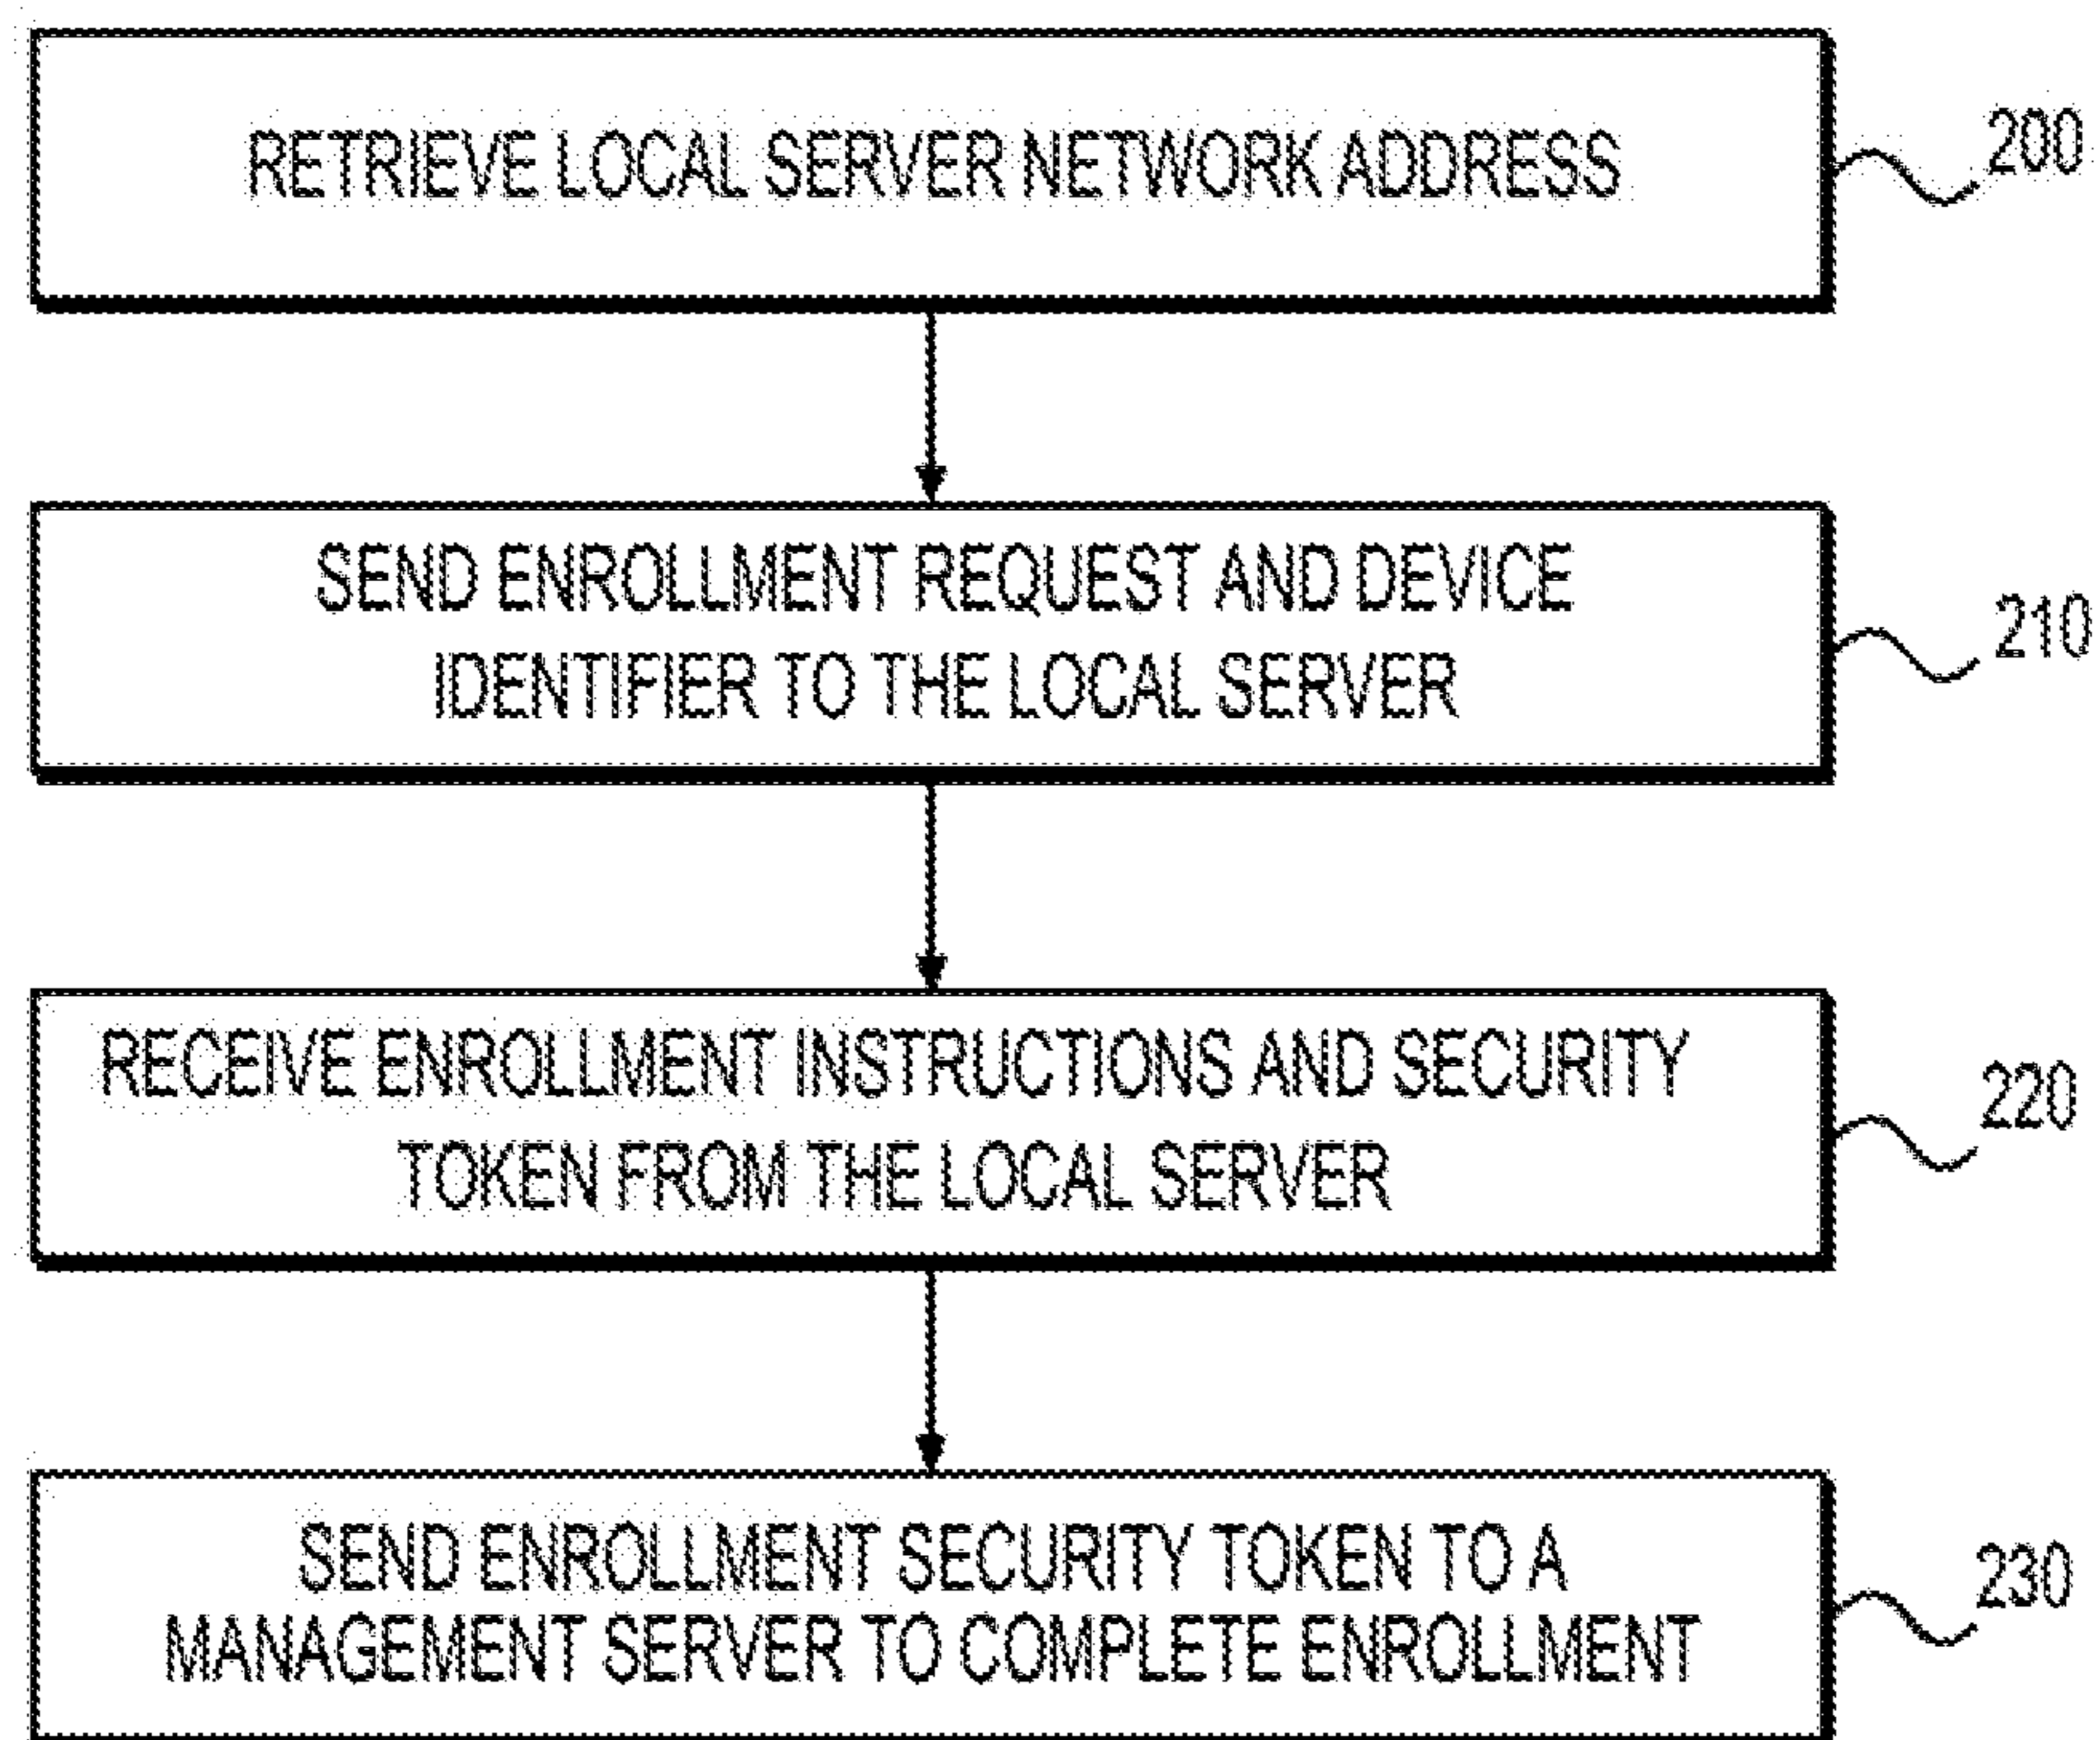 RETRIEVE LOCAL SERVER NETWORK ADDRESS
200
SEND ENROLLMENT REQUEST AND DEVICE
IDENTIFIER TO THE LOCAL SERVER
210
RECEIVE ENROLLMENT INSTRUCTIONS AND SECURITY
TOKEN FROM THE LOCAL SERVER
220
SEND ENROLLMENT SECURITY TOKEN TO A
MANAGEMENT SERVER TO COMPLETE ENROLLMENT
230